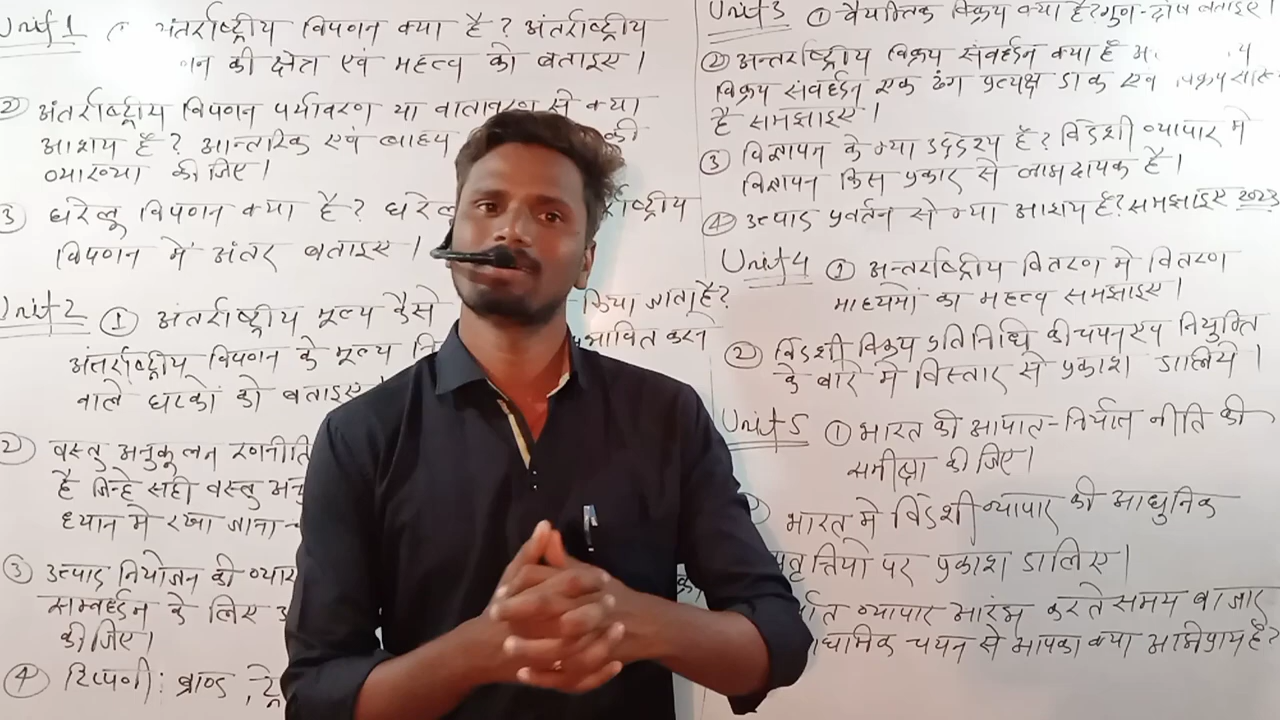 Unit 1 अंतर्राष्ट्रीय विपणन क्या है? अंतर्राष्ट्रीय
की क्षेत्र एवं महत्व को बताइए।
② अंतर्राष्ट्रीय विपणन पर्यावरण या वातावरण से क्या
आशय है? आन्तरिक एवं बाह्य की
व्याख्या कीजिए।
③ घरेलू विपणन क्या है?
विपणन में अंतर बताइए।
Unit 2 ① अंतर्राष्ट्रीय मूल्य कैसे किया जाता है?
अंतर्राष्ट्रीय विपणन के मूल्य करने
वाले घटकों को बताइए
② वस्तु अनुकूलन रणनीति
है जिन्हे सही वस्तु
ध्यान में रखा जाना
③ उत्पाद नियोजन की
सम्वर्द्धन के लिए
कीजिए।
④ टिप्पणी: ब्राण्ड,
Unit 3 ① वैयक्तिक विक्रय क्या है? गुण-दोष बताइए।
② अन्तर्राष्ट्रीय विक्रय संवर्द्धन क्या है
विक्रय संवर्द्धन एक ढंग प्रत्यक्ष डाक एवं
है समझाइए।
③ विज्ञापन के क्या उद्देश्य है? विदेशी व्यापार में
विज्ञापन किस प्रकार से लाभदायक है।
④ उत्पाद प्रवर्तन से क्या आशय है? समझाइए 2023
Unit 4 ① अन्तर्राष्ट्रीय वितरण में वितरण
माध्यमों का महत्व समझाइए।
② विदेशी विक्रय प्रतिनिधि की चयन एवं नियुक्ति
के बारे में विस्तार से प्रकाश डालिये।
Unit 5 ① भारत की आयात-निर्यात नीति की
समीक्षा कीजिए।
भारत में विदेशी व्यापार की आधुनिक
पर प्रकाश डालिए।
व्यापार प्रारंभ करते समय बाजार
चयन से आपका क्या अभिप्राय है?